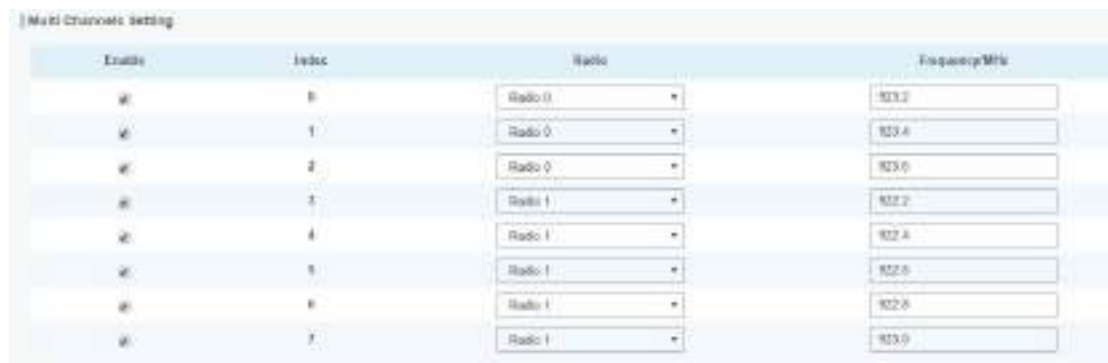 Multi Channels Setting
Enable Index Radio Frequency/MHz
0 Radio 0 923.2
1 Radio 0 923.4
2 Radio 0 923.6
3 Radio 1 922.2
4 Radio 1 922.4
5 Radio 1 922.6
6 Radio 1 922.8
7 Radio 1 923.0